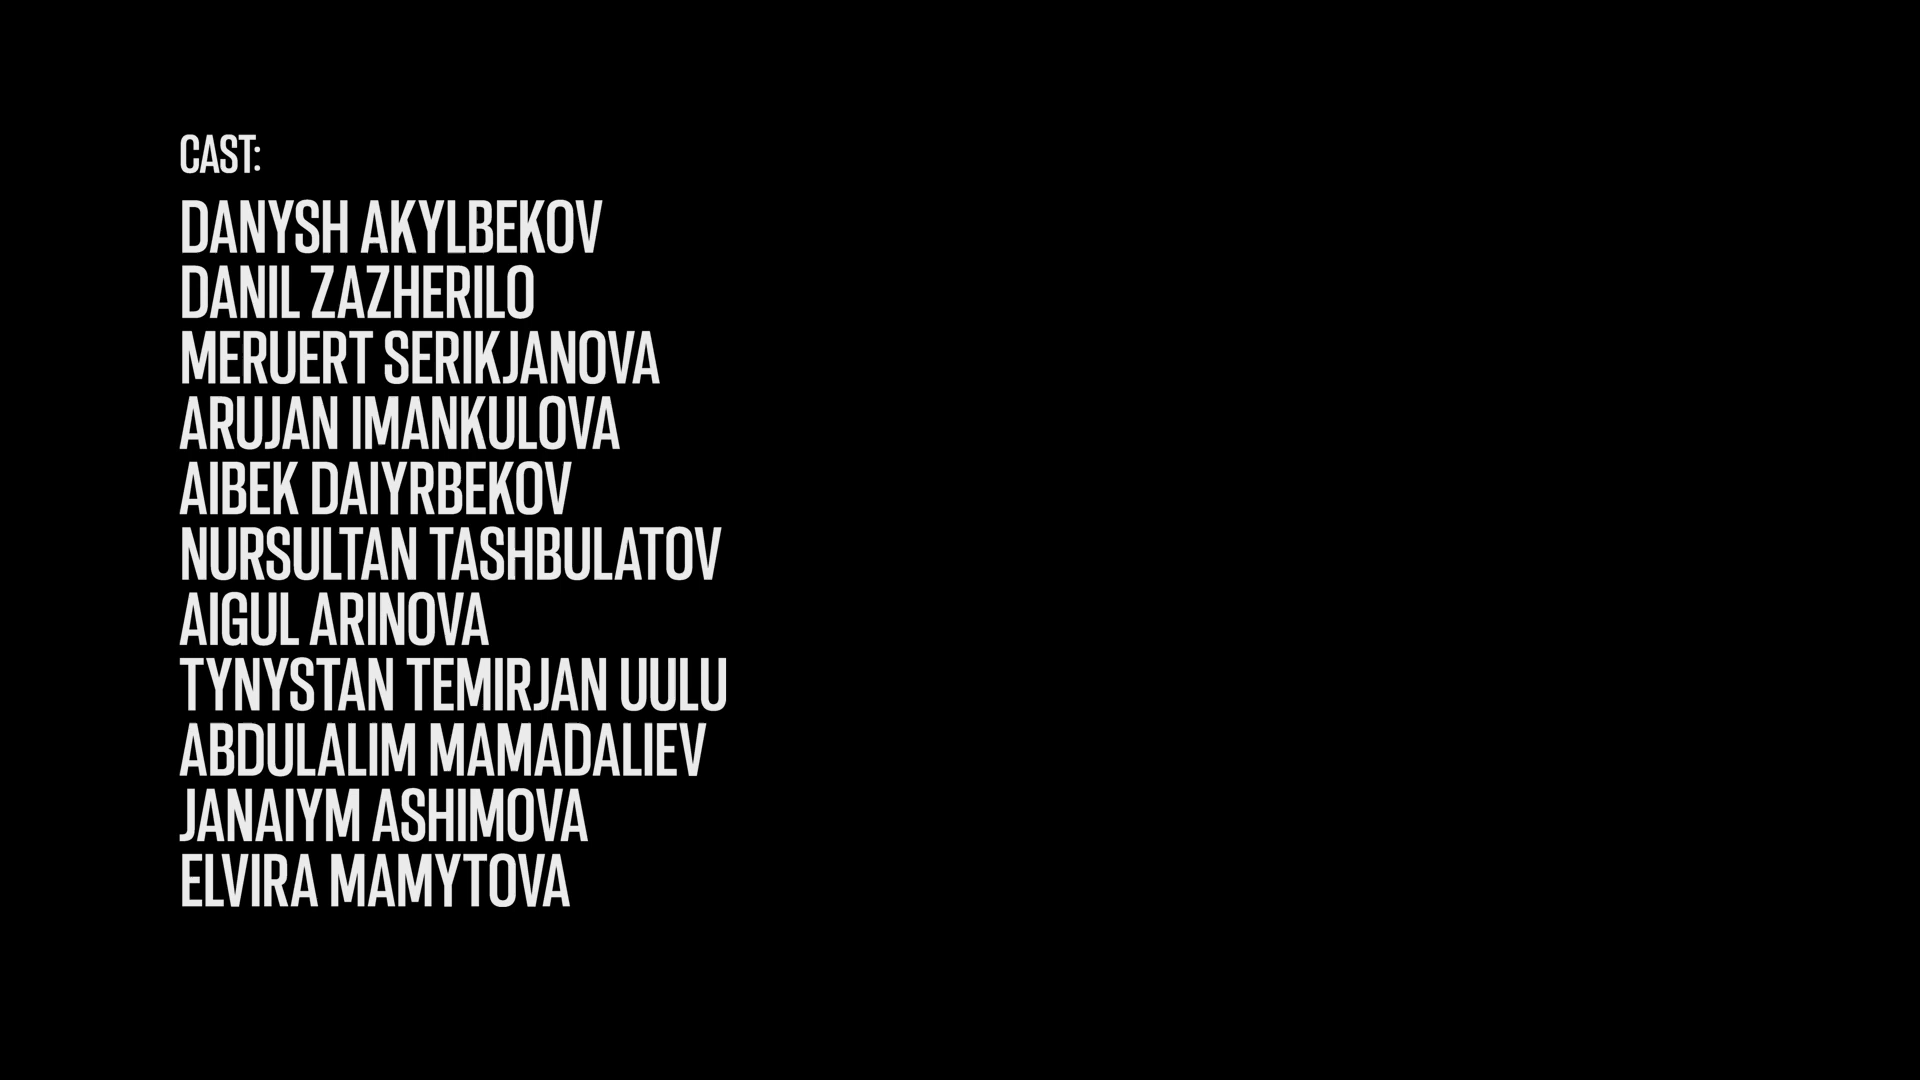 CAST:
DANYSH AKYLBEKOV
DANIL ZAZHERILO
MERUERT SERIKJANOVA
ARUJAN IMANKULOVA
AIBEK DAIYRBEKOV
NURSULTAN TASHBULATOV
AIGUL ARINOVA
TYNYSTAN TEMIRJAN UULU
ABDULALIM MAMADALIEV
JANAIYM ASHIMOVA
ELVIRA MAMYTOVA